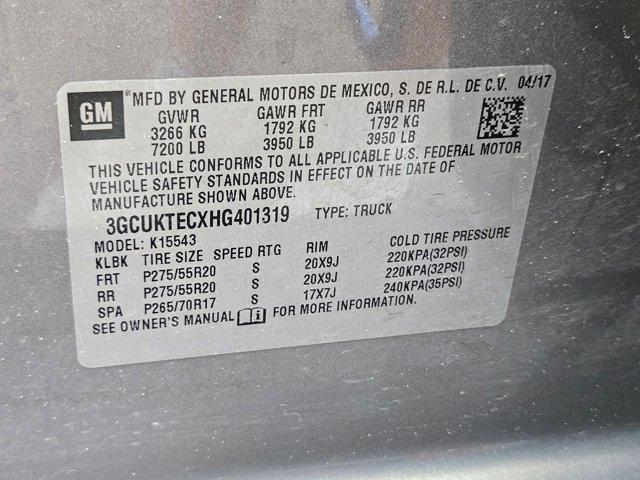 GM ®MFD BY GENERAL MOTORS DE MEXICO, S. DE R.L. DE C.V. 04/17
GVWR GAWR FRT GAWR RR
3266 KG 1792 KG 1792 KG
7200 LB 3950 LB 3950 LB
THIS VEHICLE CONFORMS TO ALL APPLICABLE U.S. FEDERAL MOTOR
VEHICLE SAFETY STANDARDS IN EFFECT ON THE DATE OF
MANUFACTURE SHOWN ABOVE.
3GCUKTECXHG401319 TYPE: TRUCK
MODEL: K15543
KLBK TIRE SIZE SPEED RTG RIM COLD TIRE PRESSURE
FRT P275/55R20 S 20X9J 220KPA(32PSI)
RR P275/55R20 S 20X9J 220KPA(32PSI)
SPA P265/70R17 S 17X7J 240KPA(35PSI)
SEE OWNER'S MANUAL i FOR MORE INFORMATION.